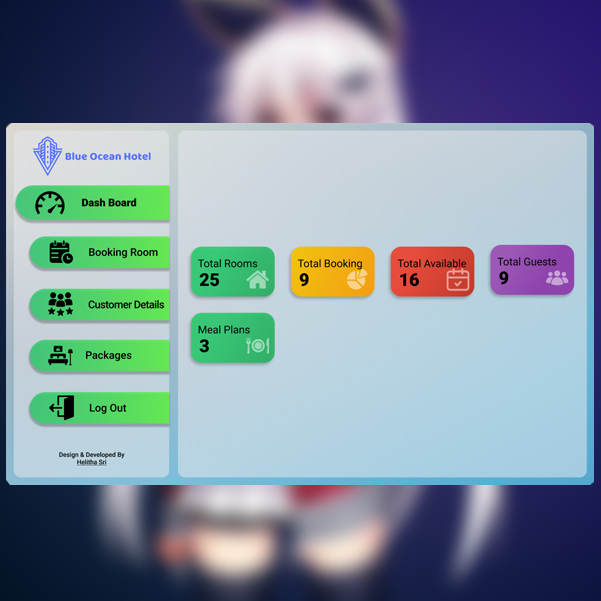 Blue Ocean Hotel
Dash Board
Booking Room
Customer Details
Packages
Log Out
Design & Developed By
Helitha Sri
Total Rooms
25
Total Booking
9
Total Available
16
Total Guests
9
Meal Plans
3